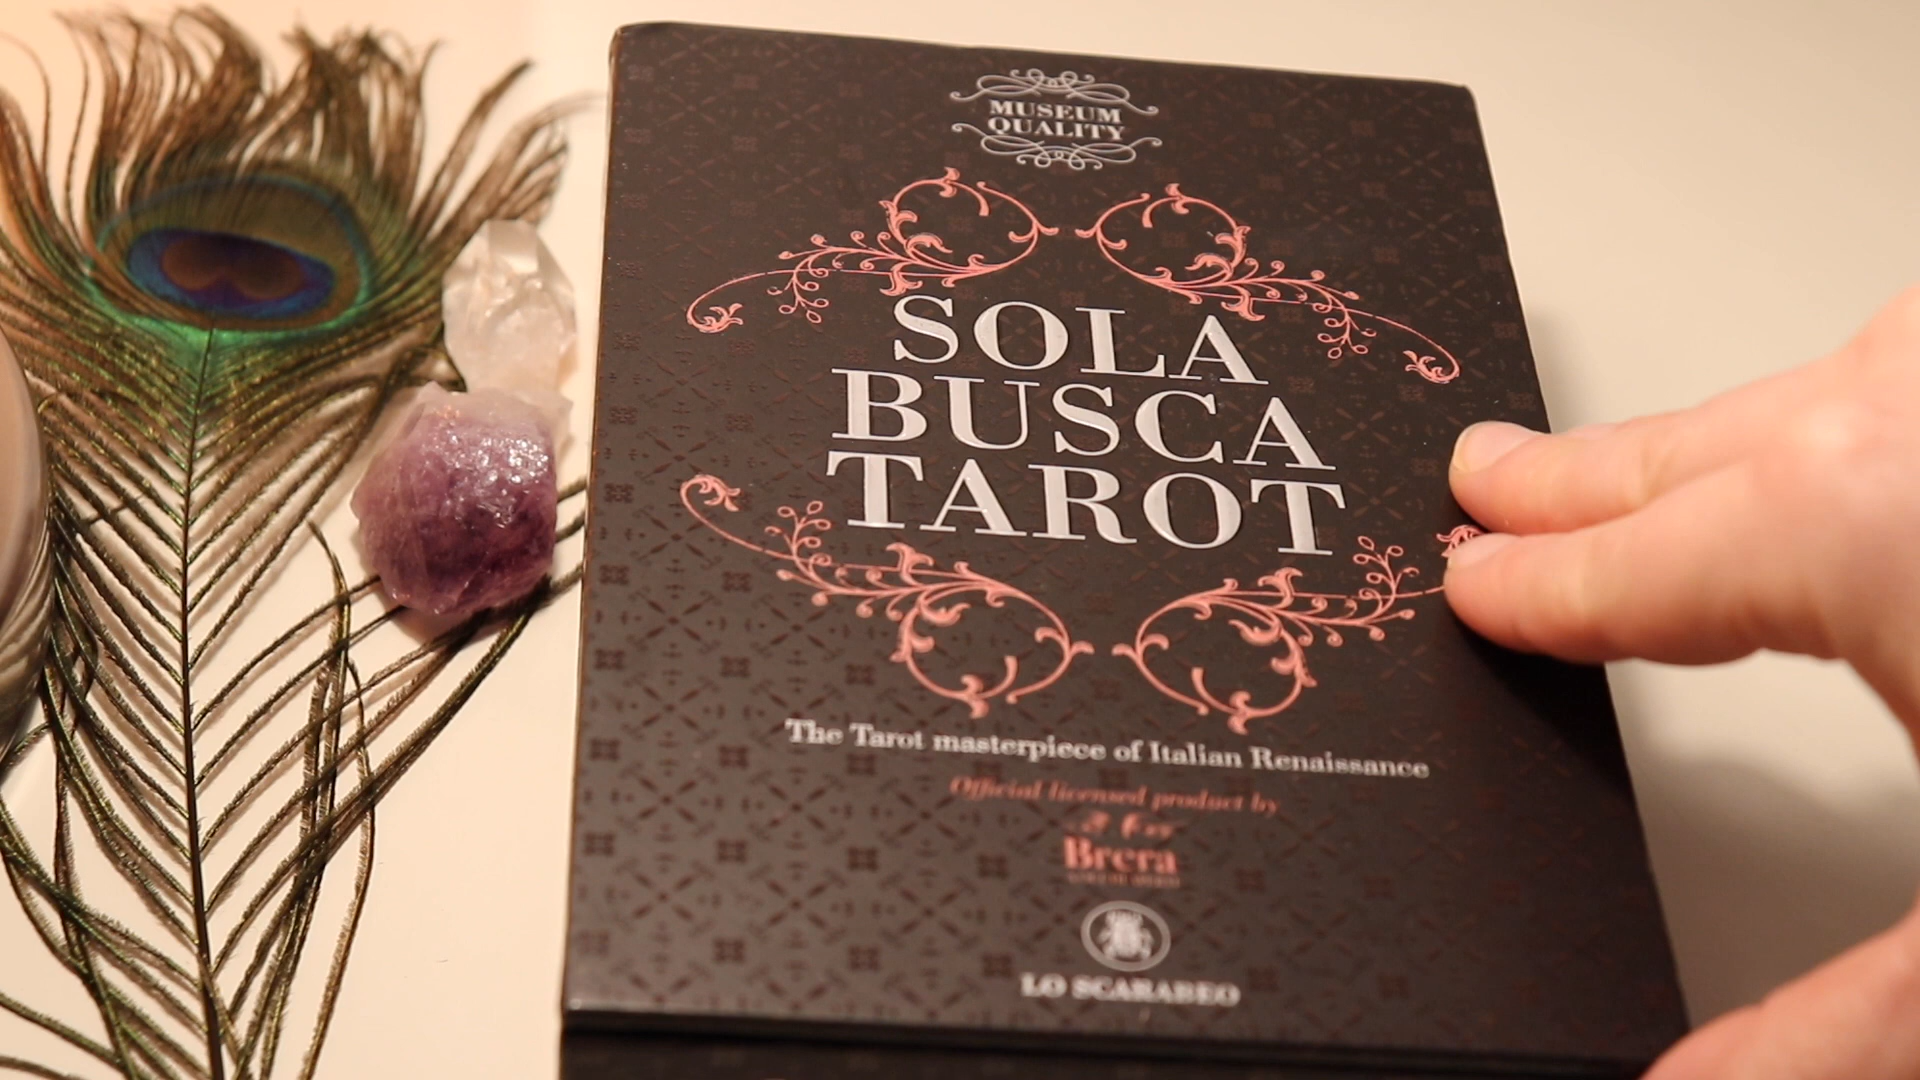 MUSEUM
QUALITY
SOLA
BUSCA
TAROT
The Tarot masterpiece of Italian Renaissance
Official licensed product by
Brera
LO SCARABEO